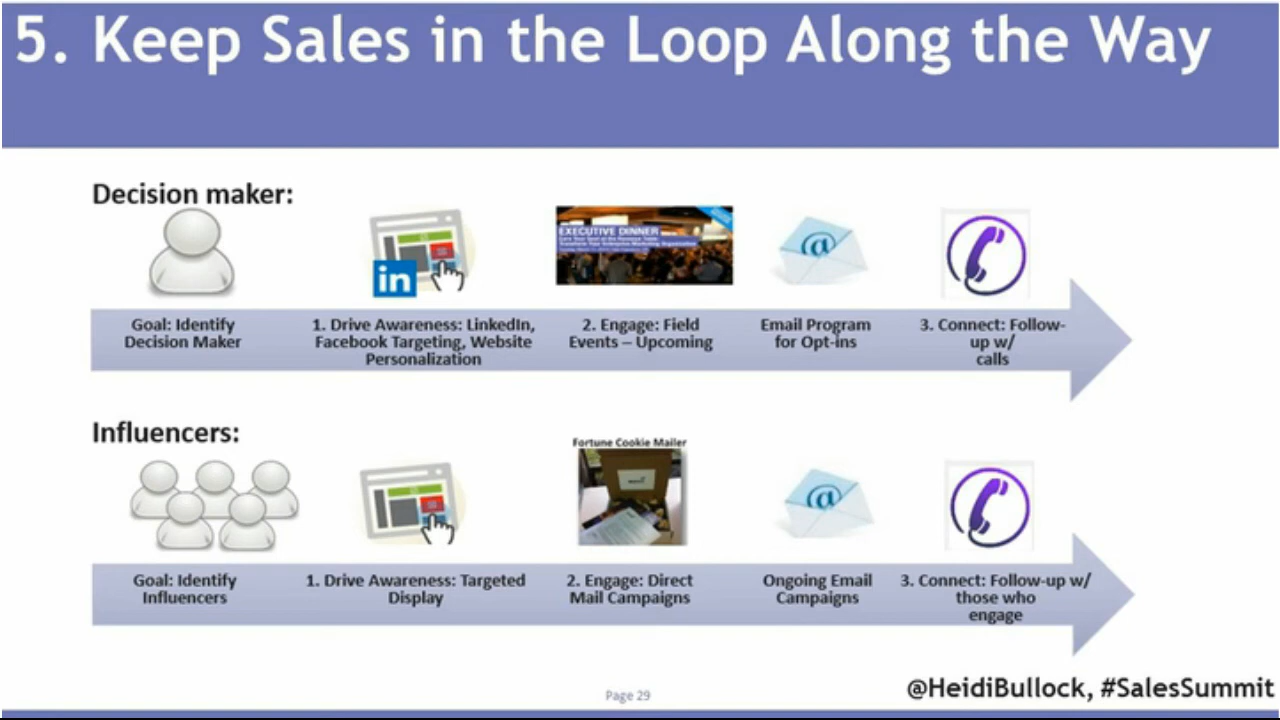 5. Keep Sales in the Loop Along the Way
Decision maker:
in
EXECUTIVE DINNER
Goal: Identify
Decision Maker
1. Drive Awareness: LinkedIn,
Facebook Targeting, Website
Personalization
2. Engage: Field
Events – Upcoming
Email Program
for Opt-ins
3. Connect: Follow-
up w/
calls
Influencers:
Fortune Cookie Mailer
Goal: Identify
Influencers
1. Drive Awareness: Targeted
Display
2. Engage: Direct
Mail Campaigns
Ongoing Email
Campaigns
3. Connect: Follow-up w/
those who
engage
Page 29
@HeidiBullock, #SalesSummit